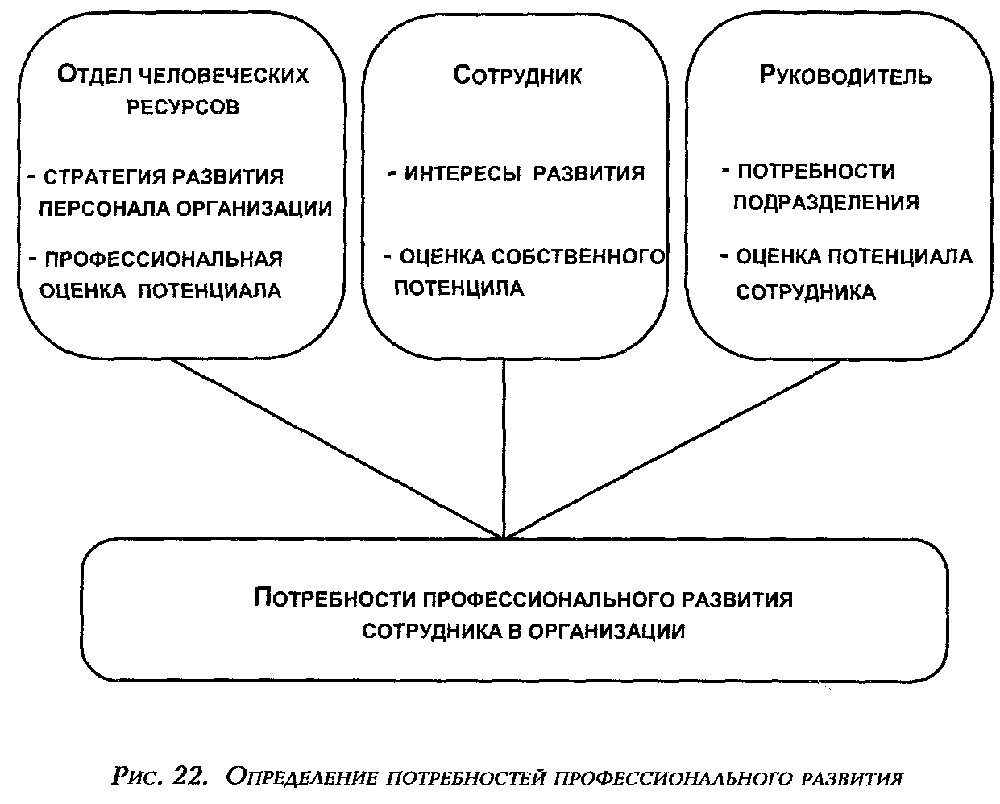 Отдел человеческих
ресурсов
- стратегия развития
персонала организации
- профессиональная
оценка потенциала
Сотрудник
- интересы развития
- оценка собственного
потенцила
Руководитель
- потребности
подразделения
- оценка потенциала
сотрудника
Потребности профессионального развития
сотрудника в организации
Рис. 22. Определение потребностей профессионального развития